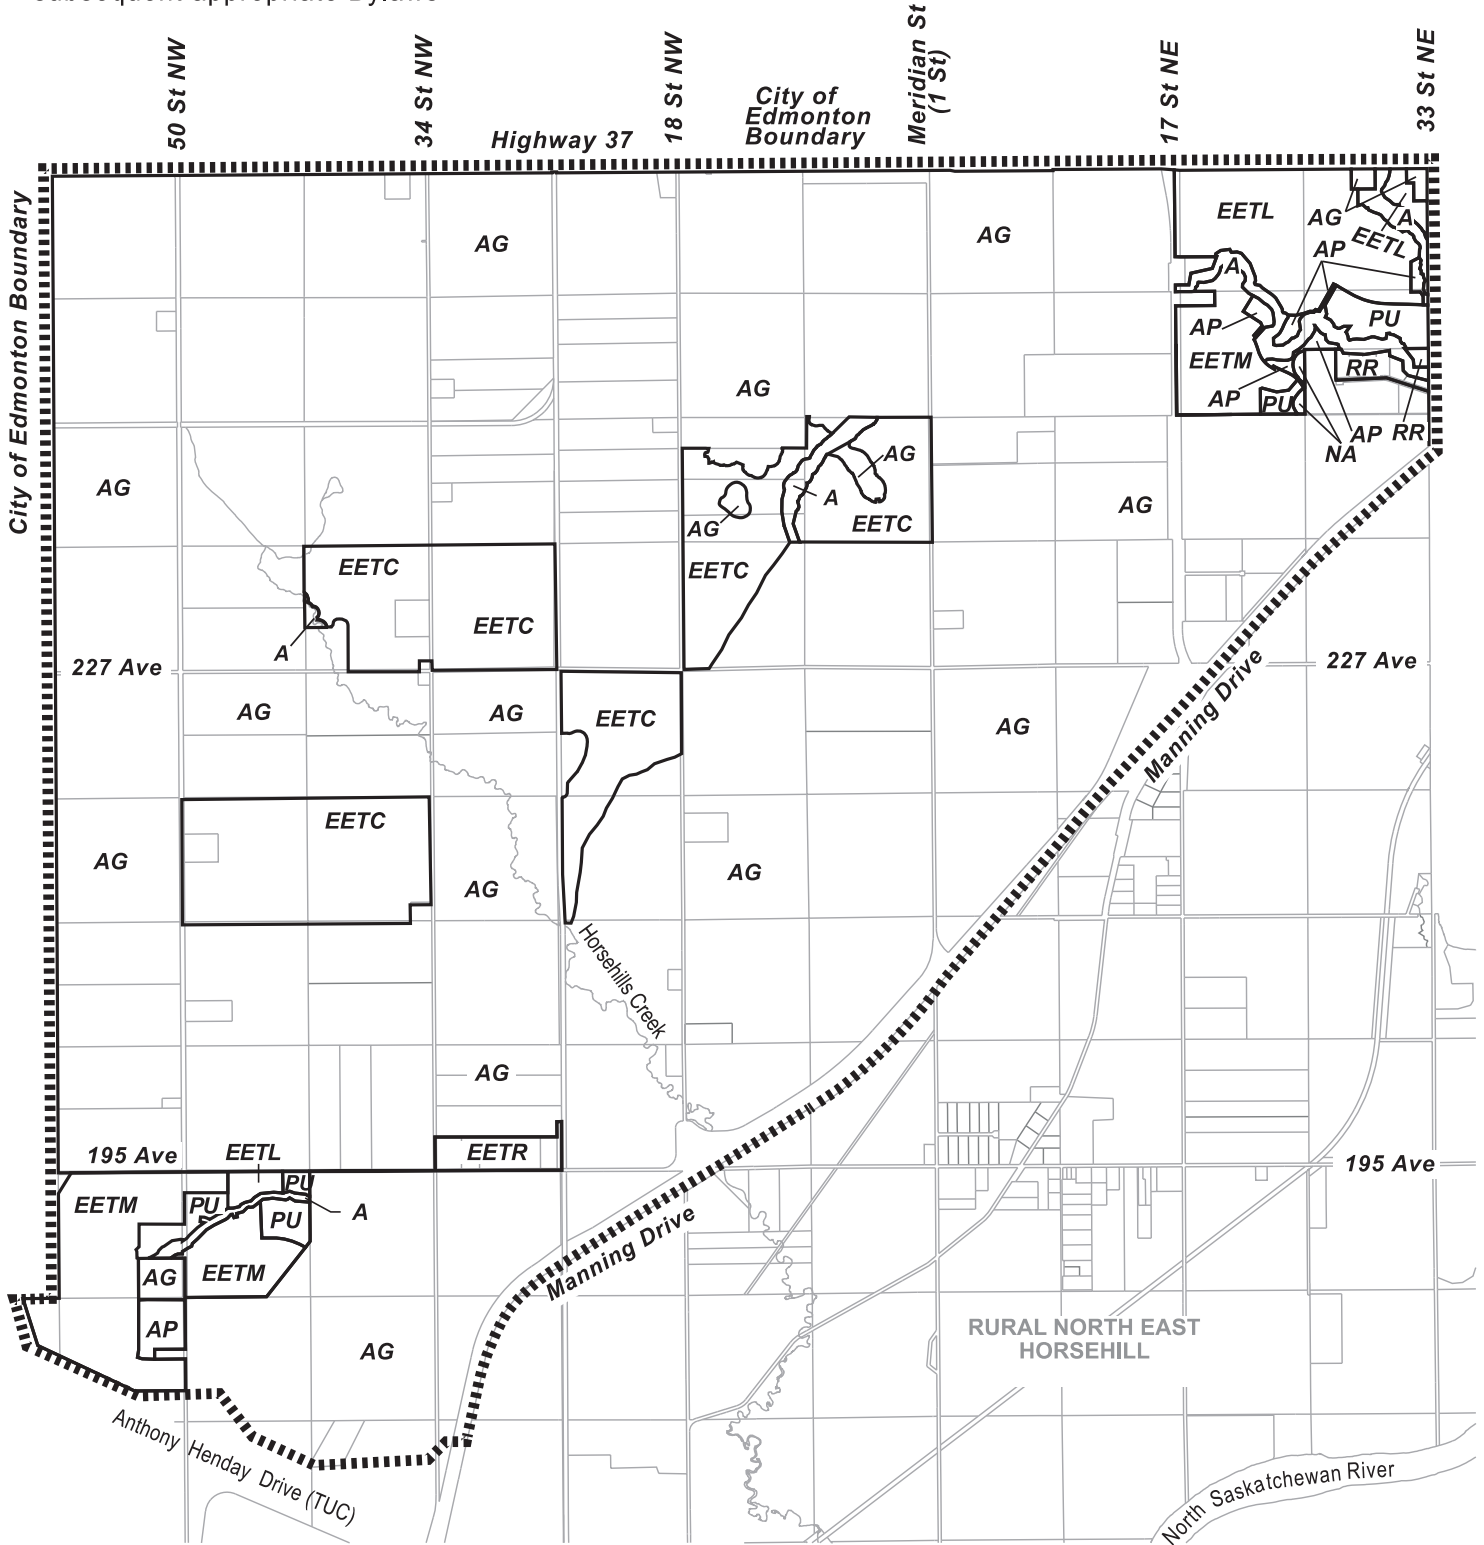 subsequent appropriate Bylaws
50 St NW
34 St NW
Highway 37
18 St NW
City of
Edmonton
Boundary
Meridian St
(1 St)
17 St NE
33 St NE
City of Edmonton Boundary
AG
AG
EETL
AG
A
EETL
AP
A
AP
PU
EETM
RR
AP
PU
AP
RR
NA
AG
AG
AG
A
AG
EETC
AG
AG
EETC
EETC
EETC
A
227 Ave
227 Ave
Manning Drive
AG
AG
EETC
AG
EETC
AG
AG
AG
Horsehills Creek
AG
195 Ave
EETL
EETR
195 Ave
EETM
PU
PU
A
PU
AG
EETM
Manning Drive
AP
AG
RURAL NORTH EAST
HORSEHILL
Anthony Henday Drive (TUC)
North Saskatchewan River